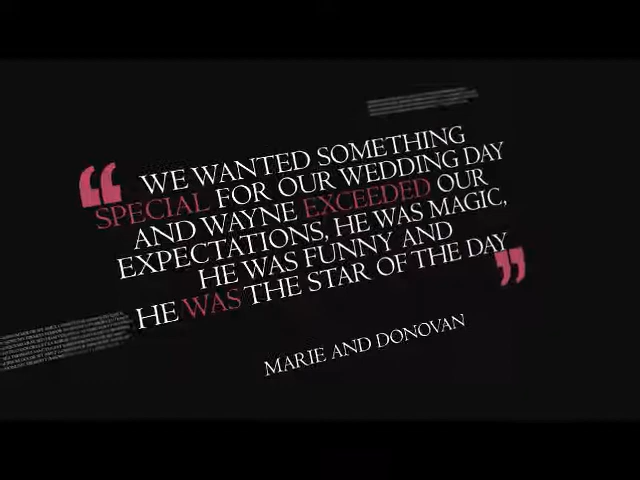 “ WE WANTED SOMETHING
SPECIAL FOR OUR WEDDING DAY
AND WAYNE EXCEEDED OUR
EXPECTATIONS, HE WAS MAGIC,
HE WAS FUNNY AND
HE WAS THE STAR OF THE DAY ”
MARIE AND DONOVAN